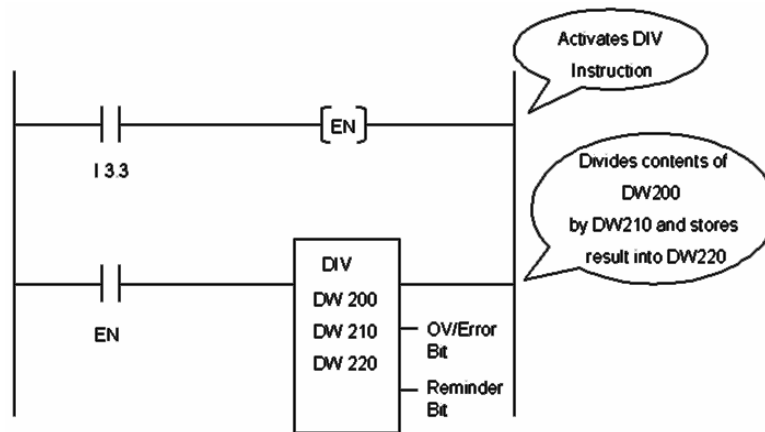 Activates DIV
Instruction
[EN]
I 3.3
Divides contents of
DW200
by DW210 and stores
result into DW220
DIV
DW 200
DW 210
DW 220
EN
OV/Error
Bit
Reminder
Bit